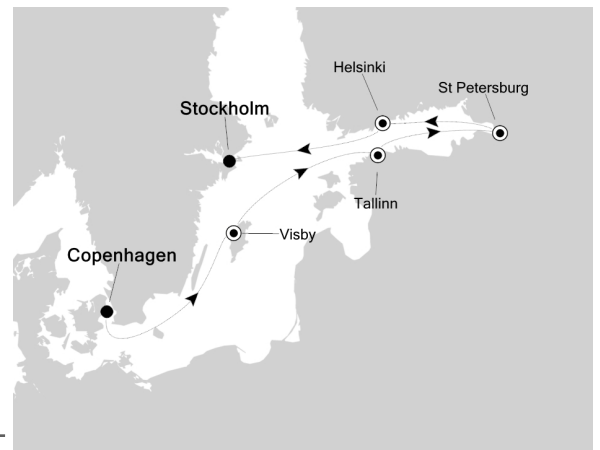 Helsinki
St Petersburg
Stockholm
Tallinn
Visby
Copenhagen